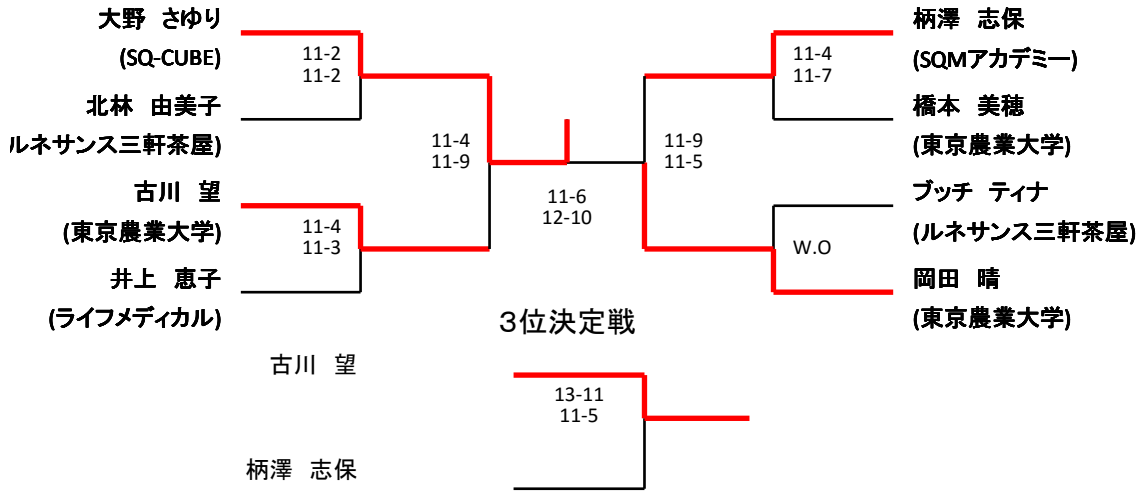 大野 さゆり
(SQ-CUBE)
11-2
11-2
北林 由美子
ルネサンス三軒茶屋)
11-4
11-9
古川 望
(東京農業大学)
11-4
11-3
井上 恵子
(ライフメディカル)
11-6
12-10
柄澤 志保
(SQMアカデミー)
11-4
11-7
橋本 美穂
(東京農業大学)
11-9
11-5
ブッチ ティナ
(ルネサンス三軒茶屋)
W.O
岡田 晴
(東京農業大学)
3位決定戦
古川 望
13-11
11-5
柄澤 志保